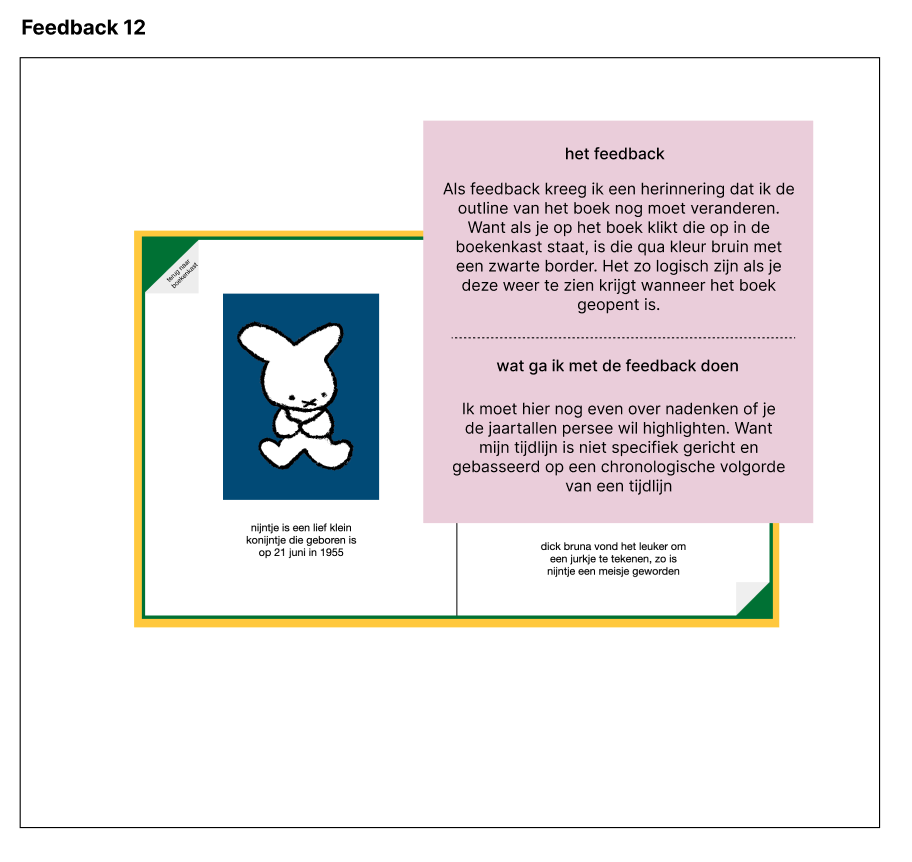 Feedback 12
het feedback
Als feedback kreeg ik een herinnering dat ik de
outline van het boek nog moet veranderen.
Want als je op het boek klikt die op in de
boekenkast staat, is die qua kleur bruin met
een zwarte border. Het zo logisch zijn als je
deze weer te zien krijgt wanneer het boek
geopent is.
wat ga ik met de feedback doen
Ik moet hier nog even over nadenken of je
de jaartallen persee wil highlighten. Want
mijn tijdlijn is niet specifiek gericht en
gebasseerd op een chronologische volgorde
van een tijdlijn
terug naar
boekenkast
nijntje is een lief klein
konijntje die geboren is
op 21 juni in 1955
dick bruna vond het leuker om
een jurkje te tekenen, zo is
nijntje een meisje geworden